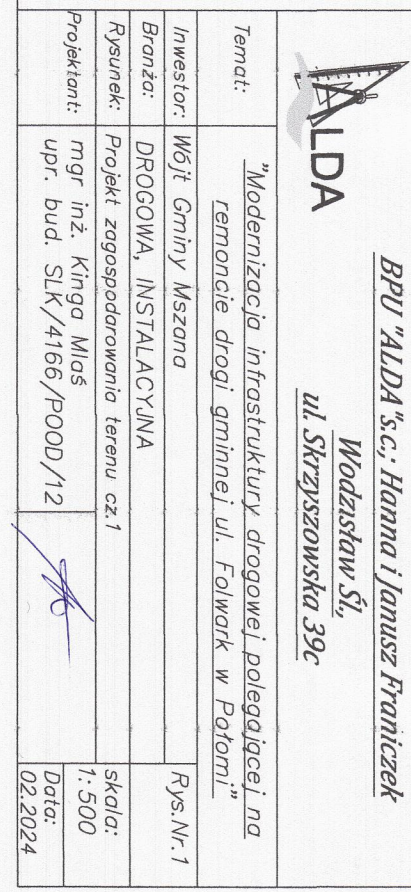 ALDA
BPU "ALDA"s.c.; Hanna i Janusz Franiczek
Wodzisław Śl.,
ul. Skrzyszowska 39c
Temat:
"Modernizacja infrastruktury drogowej polegającej na
remoncie drogi gminnej ul. Folwark w Połomi"
Inwestor: Wójt Gminy Mszana
Rys.Nr.1
Branża: DROGOWA, INSTALACYJNA
Rysunek: Projekt zagospodarowania terenu cz.1
skala:
1:500
Projektant: mgr inż. Kinga Mlaś
upr. bud. SLK/4166/POOD/12
Data:
02.2024